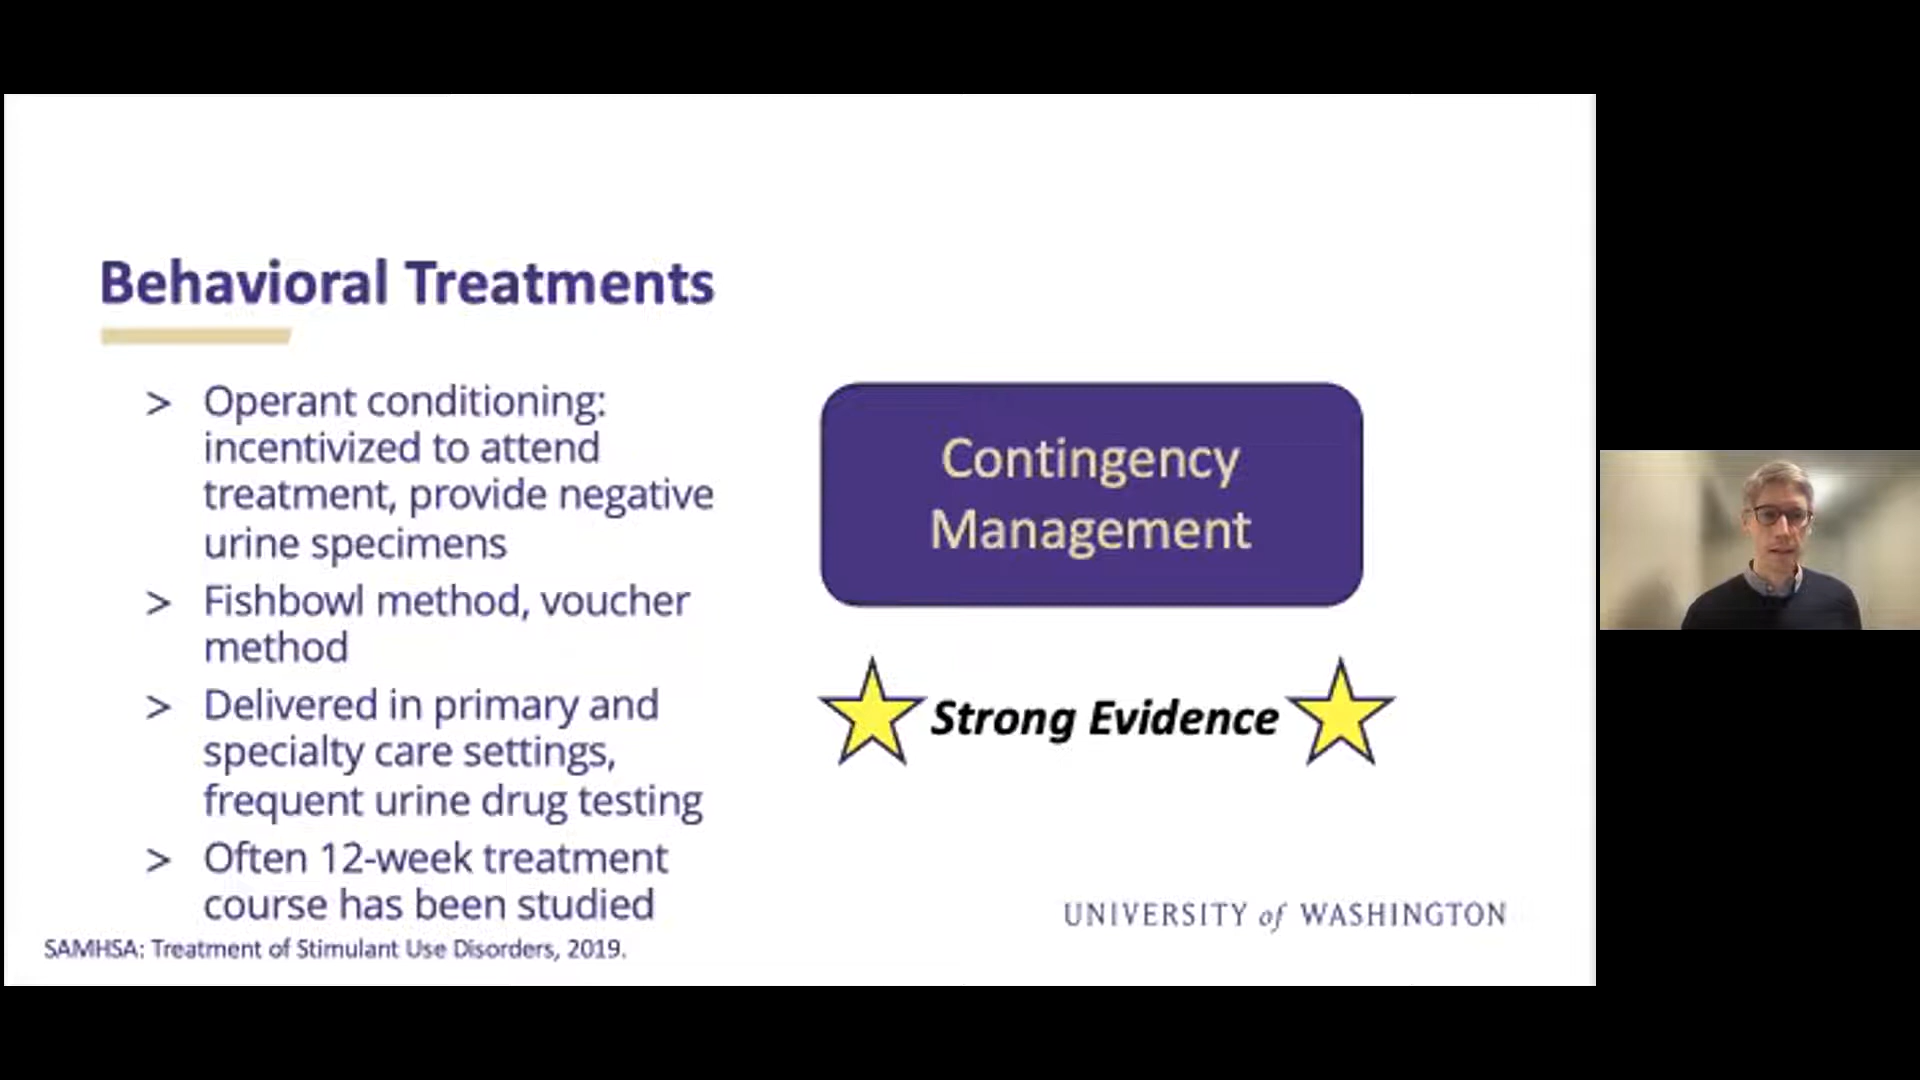 Behavioral Treatments
> Operant conditioning:
incentivized to attend
treatment, provide negative
urine specimens
> Fishbowl method, voucher
method
> Delivered in primary and
specialty care settings,
frequent urine drug testing
> Often 12-week treatment
course has been studied
SAMHSA: Treatment of Stimulant Use Disorders, 2019.
Contingency
Management
Strong Evidence
UNIVERSITY of WASHINGTON